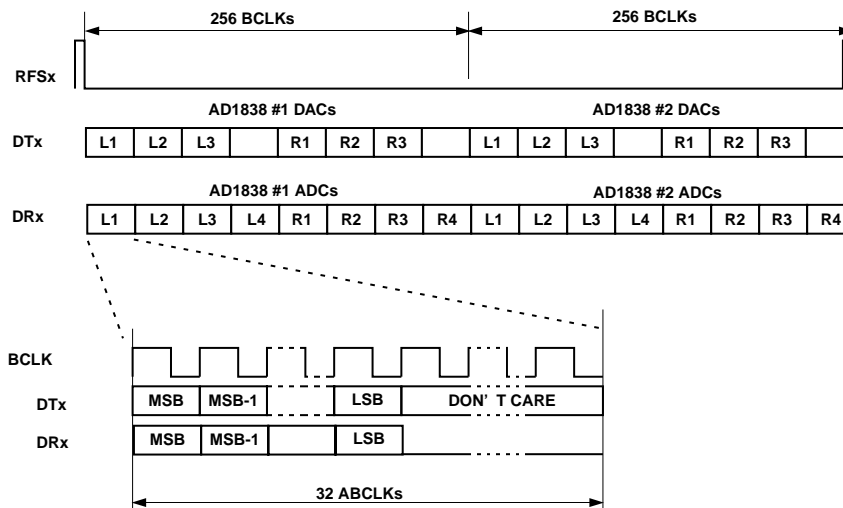 256 BCLKs 256 BCLKs
RFSx
AD1838 #1 DACs AD1838 #2 DACs
DTx L1 L2 L3 R1 R2 R3 L1 L2 L3 R1 R2 R3
AD1838 #1 ADCs AD1838 #2 ADCs
DRx L1 L2 L3 L4 R1 R2 R3 R4 L1 L2 L3 L4 R1 R2 R3 R4
BCLK
DTx MSB MSB-1 LSB DON' T CARE
DRx MSB MSB-1 LSB
32 ABCLKs